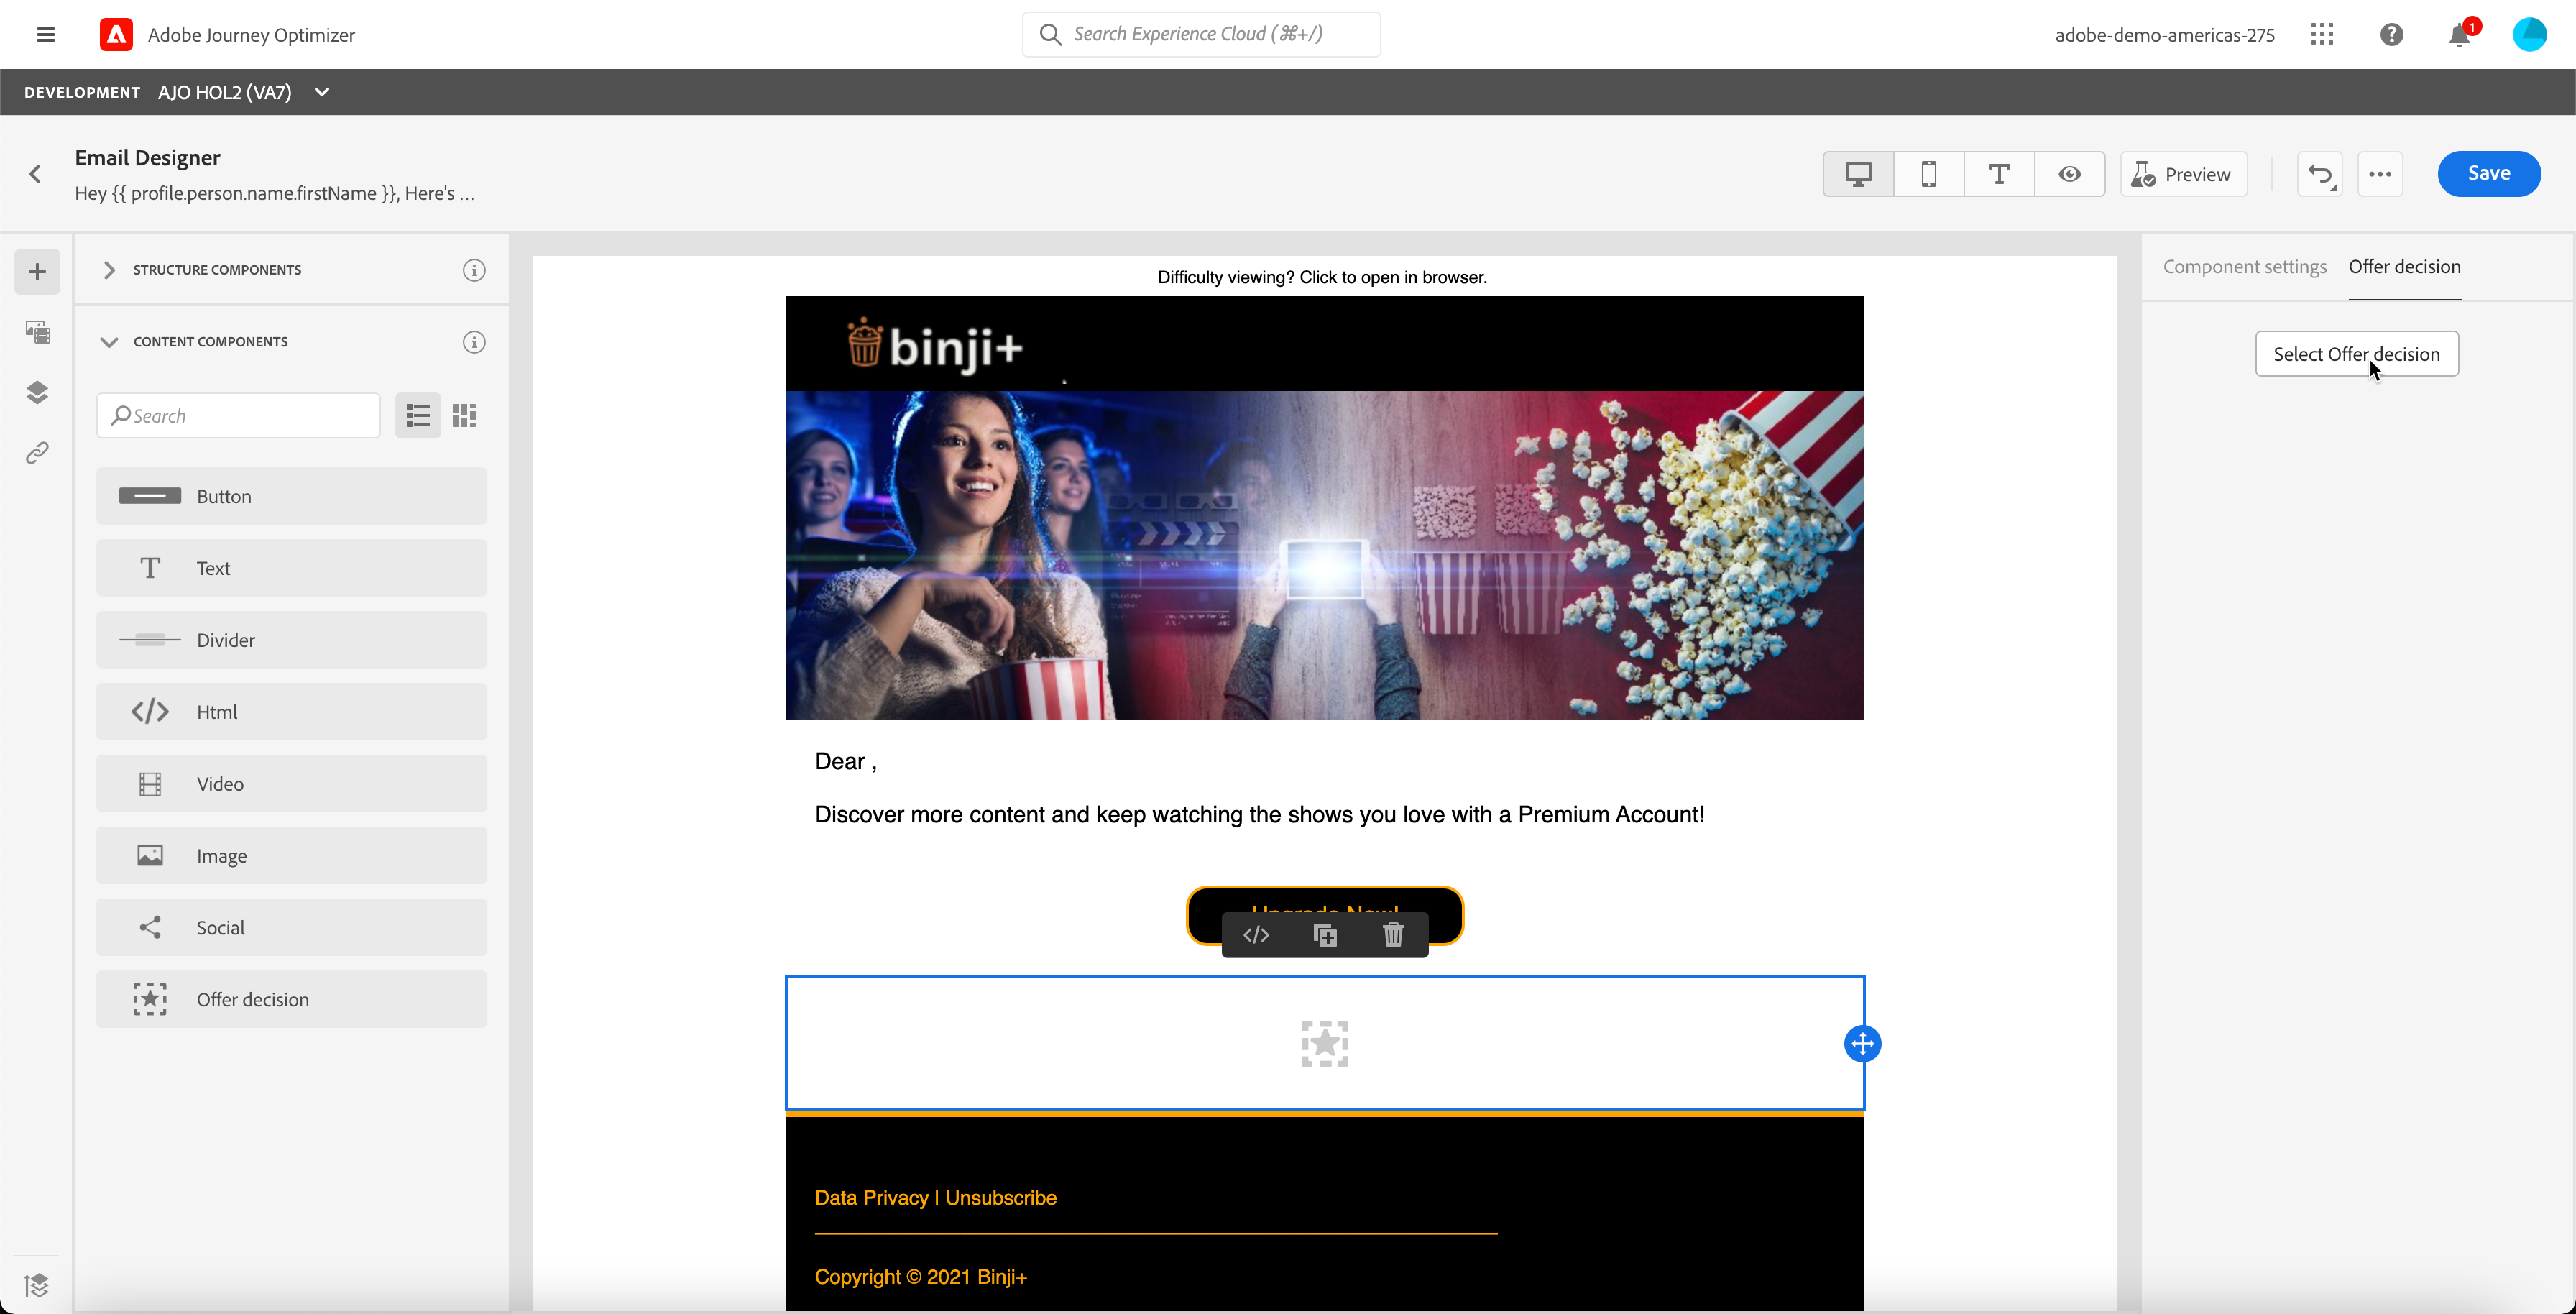 Adobe Journey Optimizer
Search Experience Cloud (⌘+/)
adobe-demo-americas-275
1
DEVELOPMENT AJO HOL2 (VA7)
Email Designer
Hey {{ profile.person.name.firstName }}, Here's ...
Preview
Save
STRUCTURE COMPONENTS
CONTENT COMPONENTS
Search
Button
Text
Divider
Html
Video
Image
Social
Offer decision
Difficulty viewing? Click to open in browser.
binji+
Dear ,
Discover more content and keep watching the shows you love with a Premium Account!
Upgrade Now!
Data Privacy | Unsubscribe
Copyright © 2021 Binji+
Component settings
Offer decision
Select Offer decision